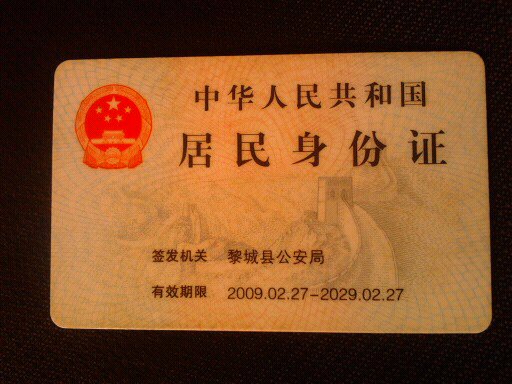 中华人民共和国
居民身份证
签发机关 黎城县公安局
有效期限 2009.02.27-2029.02.27